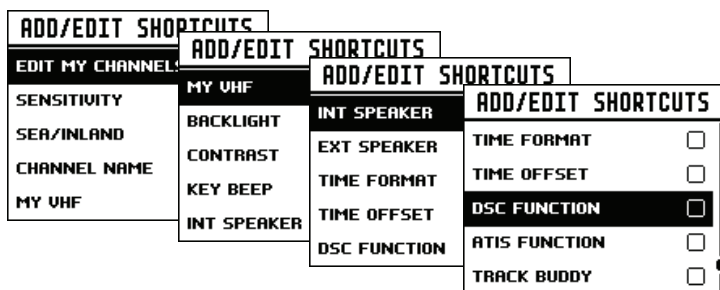 ADD/EDIT SHORTCUTS
EDIT MY CHANNELS
SENSITIVITY
SEA/INLAND
CHANNEL NAME
MY VHF
ADD/EDIT SHORTCUTS
MY VHF
BACKLIGHT
CONTRAST
KEY BEEP
INT SPEAKER
ADD/EDIT SHORTCUTS
INT SPEAKER
EXT SPEAKER
TIME FORMAT
TIME OFFSET
DSC FUNCTION
ADD/EDIT SHORTCUTS
TIME FORMAT
TIME OFFSET
DSC FUNCTION
ATIS FUNCTION
TRACK BUDDY